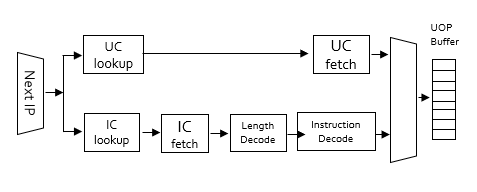 UOP
Buffer
UC
lookup
UC
fetch
Next IP
IC
lookup
IC
fetch
Length
Decode
Instruction
Decode